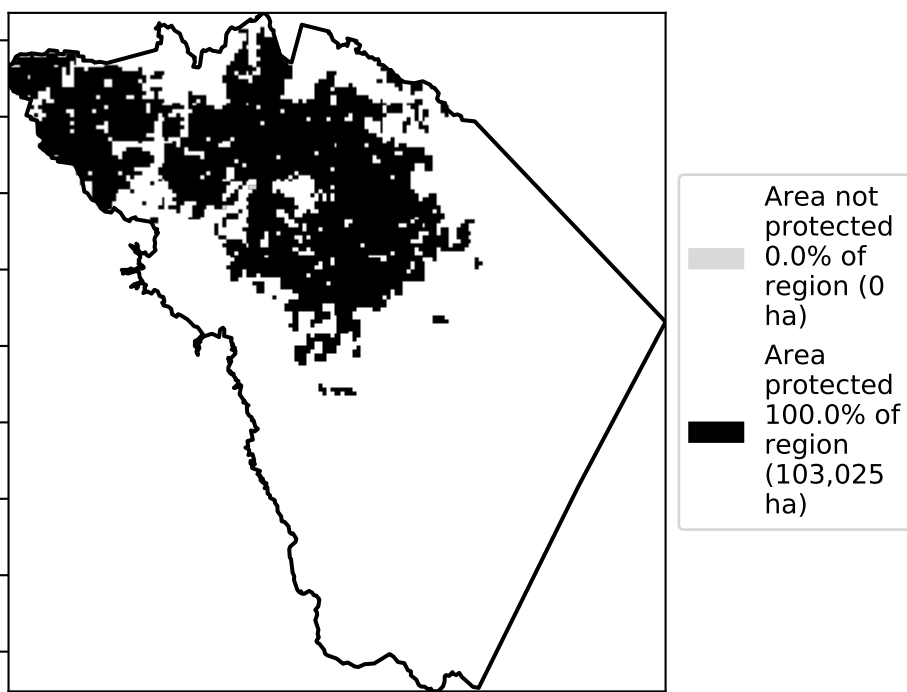 Area not
protected
0.0% of
region (0
ha)
Area
protected
100.0% of
region
(103,025
ha)